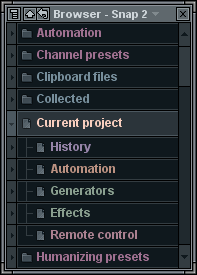 Browser - Snap 2
Automation
Channel presets
Clipboard files
Collected
Current project
History
Automation
Generators
Effects
Remote control
Humanizing presets